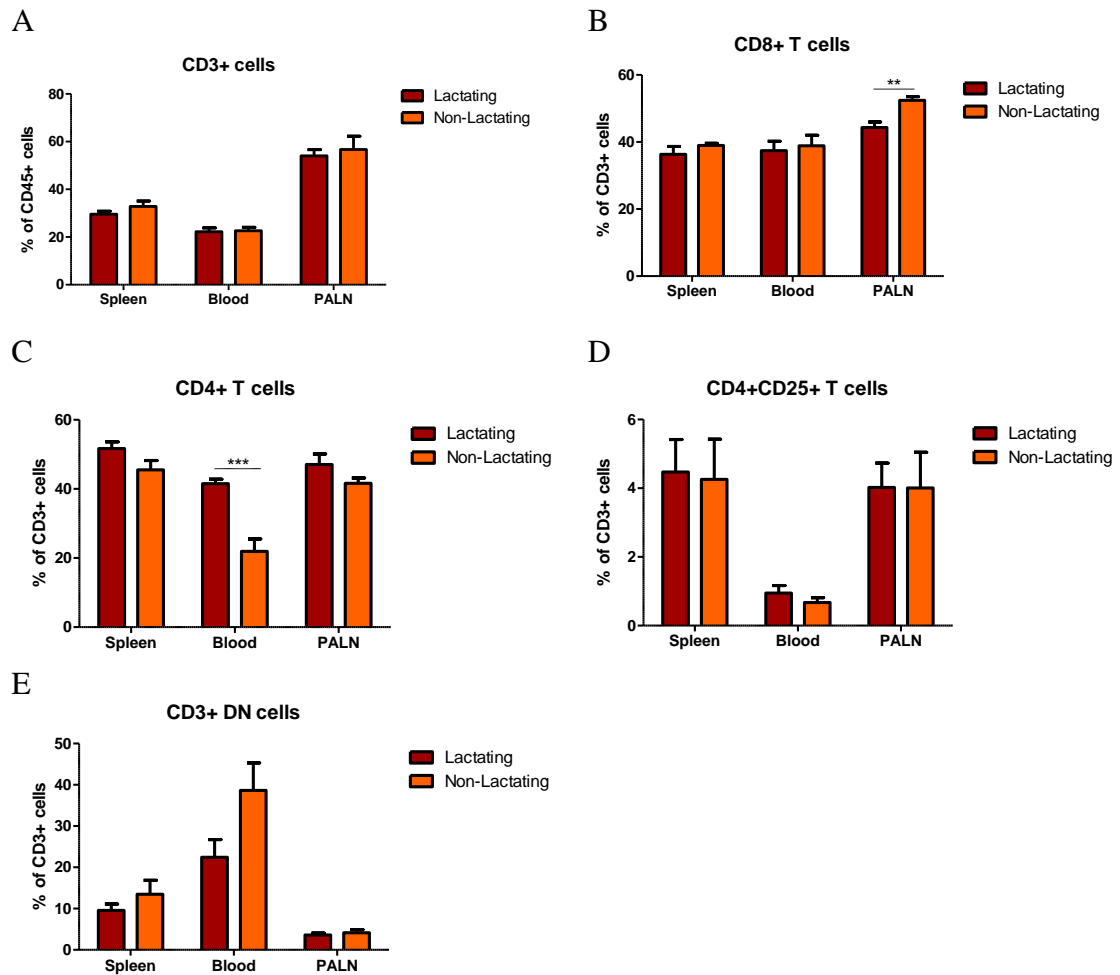 A
CD3+ cells
% of CD45+ cells
80
60
40
20
0
Spleen
Blood
PALN
Lactating
Non-Lactating
B
CD8+ T cells
% of CD3+ cells
60
40
20
0
**
Spleen
Blood
PALN
Lactating
Non-Lactating
C
CD4+ T cells
% of CD3+ cells
60
40
20
0
***
Spleen
Blood
PALN
Lactating
Non-Lactating
D
CD4+CD25+ T cells
% of CD3+ cells
6
4
2
0
Spleen
Blood
PALN
Lactating
Non-Lactating
E
CD3+ DN cells
% of CD3+ cells
50
40
30
20
10
0
Spleen
Blood
PALN
Lactating
Non-Lactating